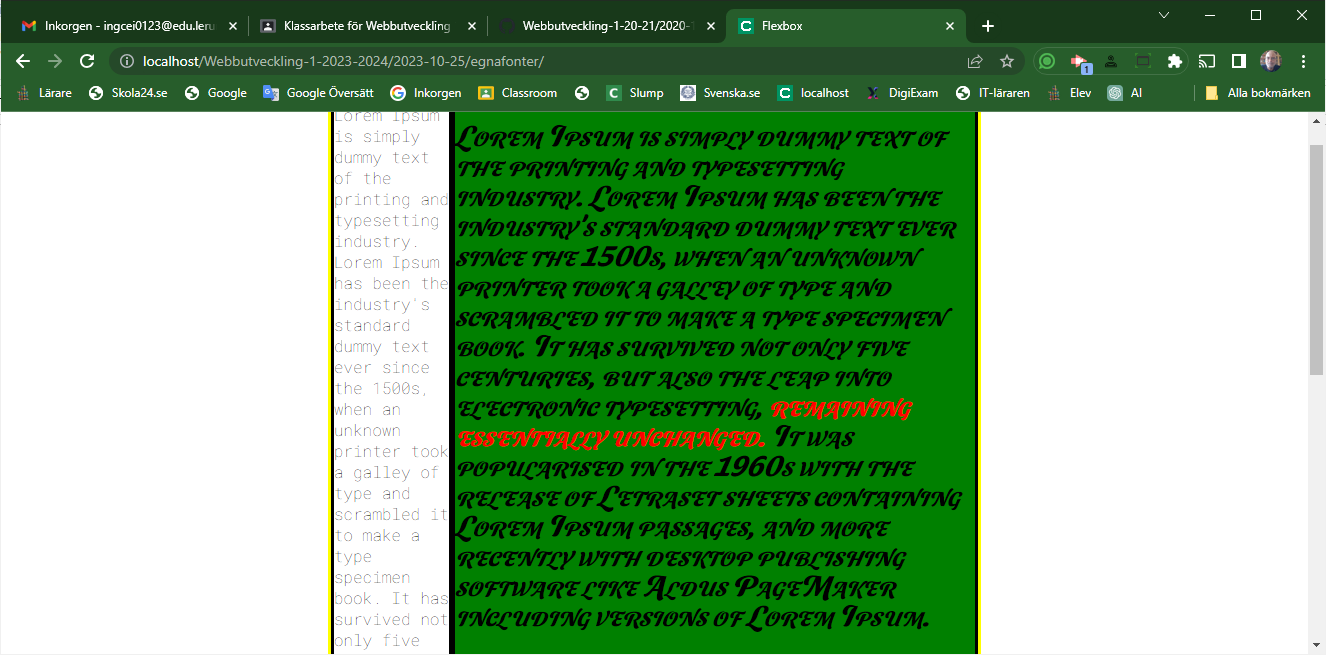 Inkorgen - ingcei0123@edu.leru
Klassarbete för Webbutveckling
Webbutveckling-1-20-21/2020-1
Flexbox
localhost/Webbutveckling-1-2023-2024/2023-10-25/egnafonter/
1
Lärare
Skola24.se
Google
Google Översätt
Inkorgen
Classroom
Slump
Svenska.se
localhost
DigiExam
IT-läraren
Elev
AI
Alla bokmärken
Lorem Ipsum
is simply
dummy text
of the
printing and
typesetting
industry.
Lorem Ipsum
has been the
industry's
standard
dummy text
ever since
the 1500s,
when an
unknown
printer took
a galley of
type and
scrambled it
to make a
type
specimen
book. It has
survived not
only five
Lorem Ipsum is simply dummy text of
the printing and typesetting
industry. Lorem Ipsum has been the
industry's standard dummy text ever
since the 1500s, when an unknown
printer took a galley of type and
scrambled it to make a type specimen
book. It has survived not only five
centuries, but also the leap into
electronic typesetting, remaining
essentially unchanged. It was
popularised in the 1960s with the
release of Letraset sheets containing
Lorem Ipsum passages, and more
recently with desktop publishing
software like Aldus PageMaker
including versions of Lorem Ipsum.